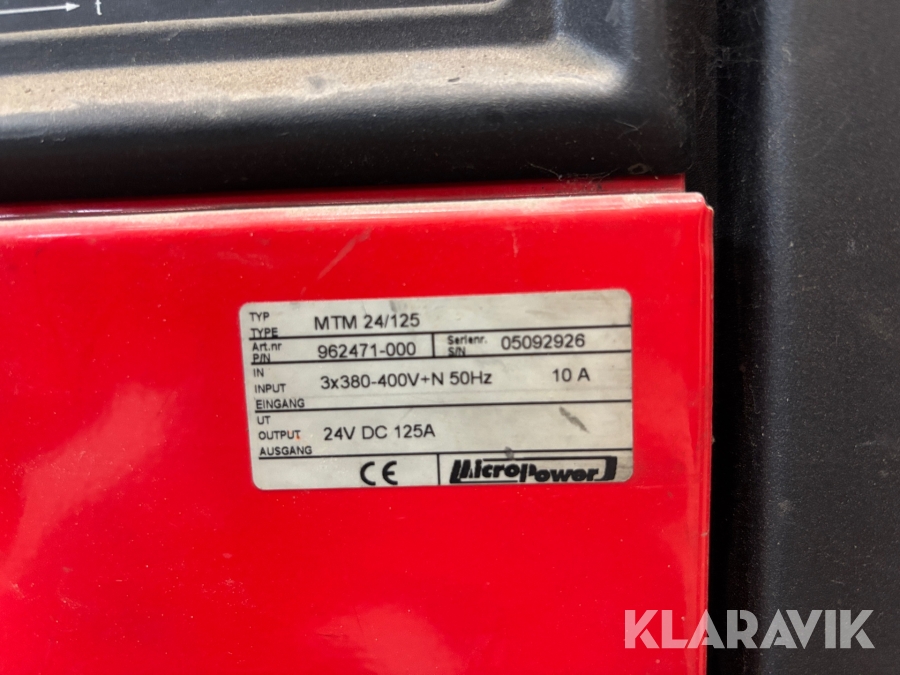 t
TYP
TYPE MTM 24/125
Art.nr
P/N 962471-000 Serienr.
S/N 05092926
IN
INPUT 3x380-400V+N 50Hz 10 A
EINGANG
UT
OUTPUT 24V DC 125A
AUSGANG
CE MicroPower
KLARAVIK